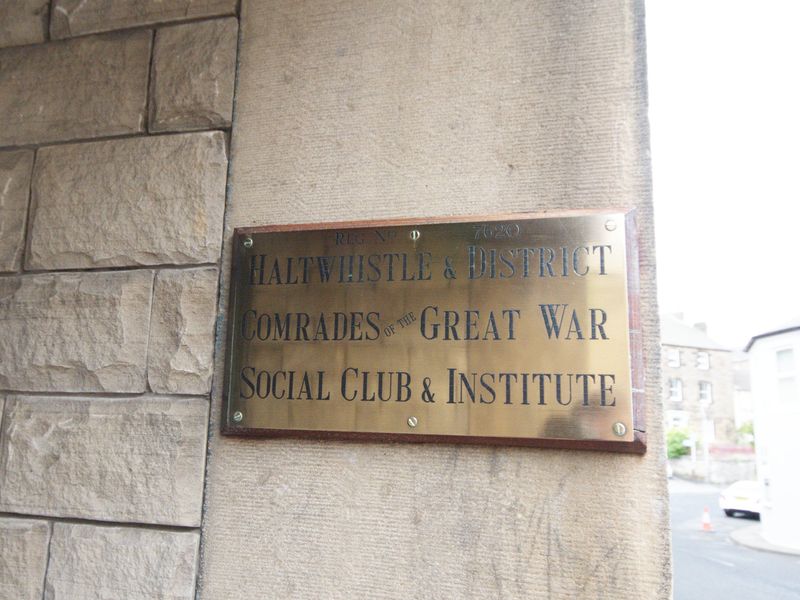 REG. No. 7620
HALTWHISTLE & DISTRICT
COMRADES OF THE GREAT WAR
SOCIAL CLUB & INSTITUTE